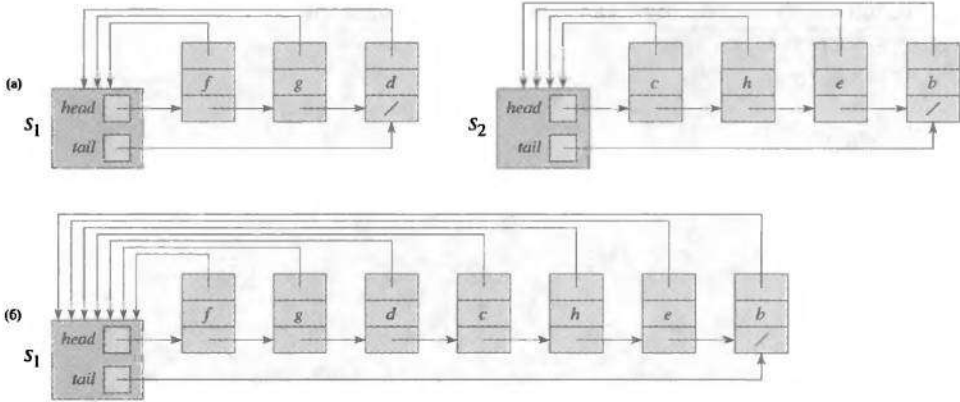 (а)
f g d
head
S1
tail
c h e b
head
S2
tail
(б)
f g d c h e b
head
S1
tail